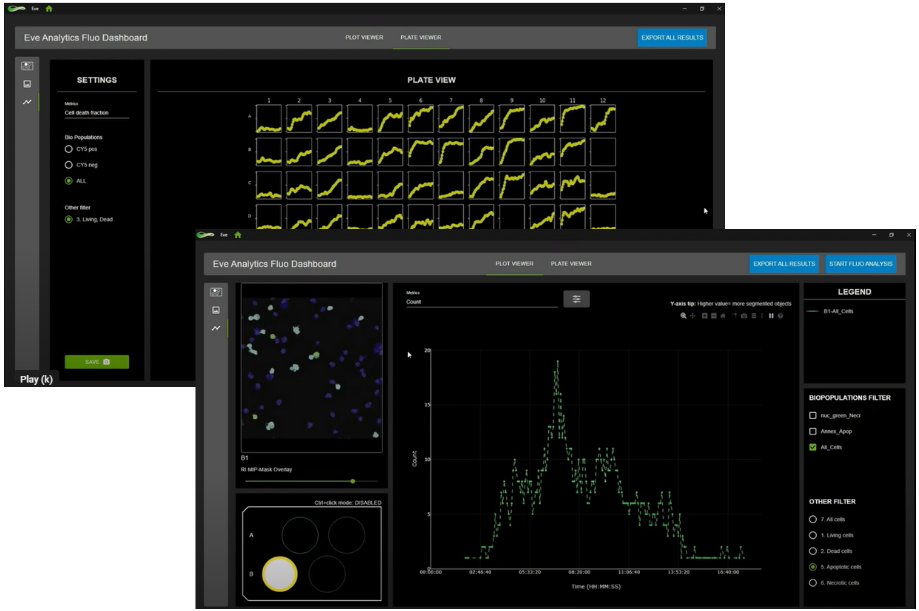 Eve
Eve Analytics Fluo Dashboard
PLOT VIEWER
PLATE VIEWER
EXPORT ALL RESULTS
SETTINGS
Metrics
Cell death fraction
Bio Populations
CY5 pos
CY5 neg
ALL
Other filter
3. Living, Dead
SAVE
Play (k)
PLATE VIEW
1 2 3 4 5 6 7 8 9 10 11 12
A
B
C
D
Eve
Eve Analytics Fluo Dashboard
PLOT VIEWER
PLATE VIEWER
EXPORT ALL RESULTS
START FLUO ANALYSIS
B1
RI MIP-Mask Overlay
Ctrl+click mode: DISABLED
A
B
Metrics
Count
Y-axis tip: Higher value= more segmented objects
20
15
10
5
0
Count
00:00:00 02:46:40 05:33:20 08:20:00 11:06:40 13:53:20 16:40:00
Time (HH:MM:SS)
LEGEND
B1-All_Cells
BIOPOPULATIONS FILTER
nuc_green_Necr
Annex_Apop
All_Cells
OTHER FILTER
7. All cells
1. Living cells
2. Dead cells
5. Apoptotic cells
6. Necrotic cells